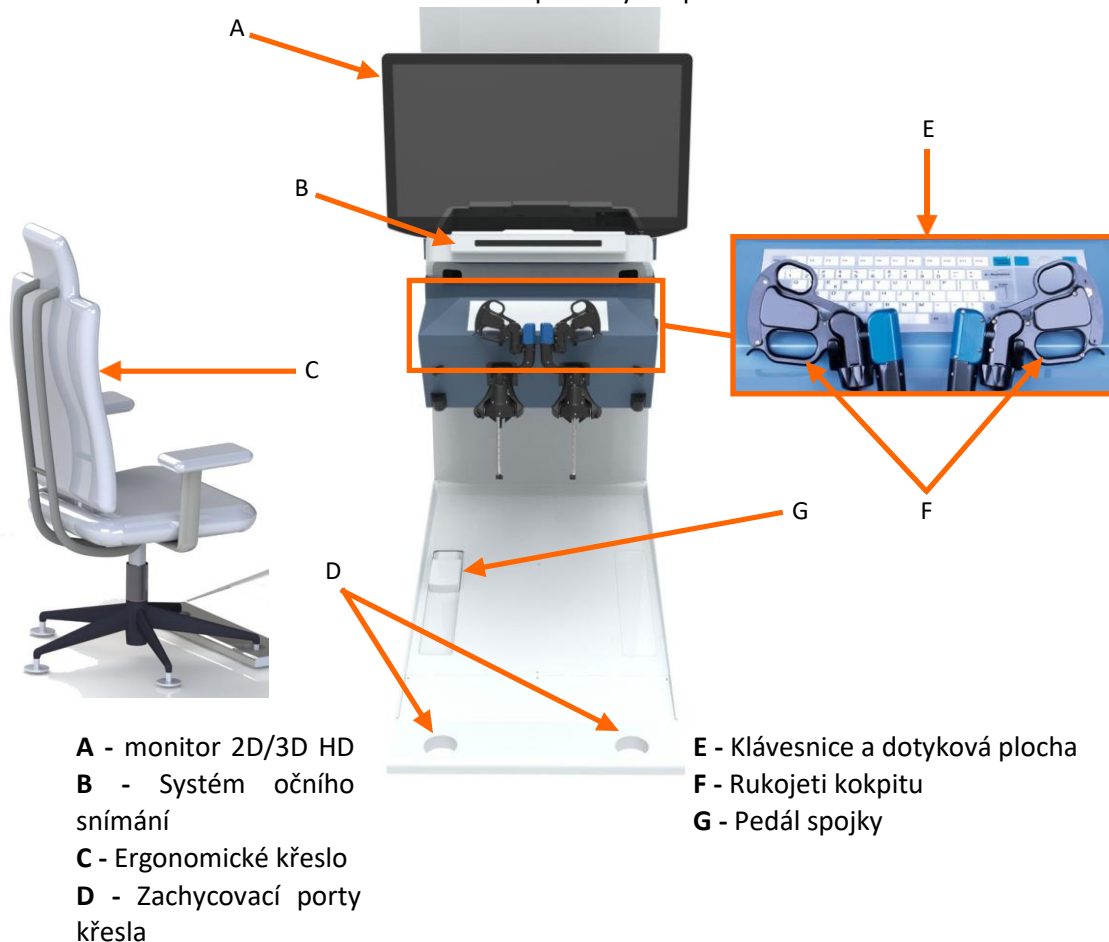 A
E
B
C
G
F
D
A - monitor 2D/3D HD
B - Systém očního
snímání
C - Ergonomické křeslo
D - Zachycovací porty
křesla
E - Klávesnice a dotyková plocha
F - Rukojeti kokpitu
G - Pedál spojky